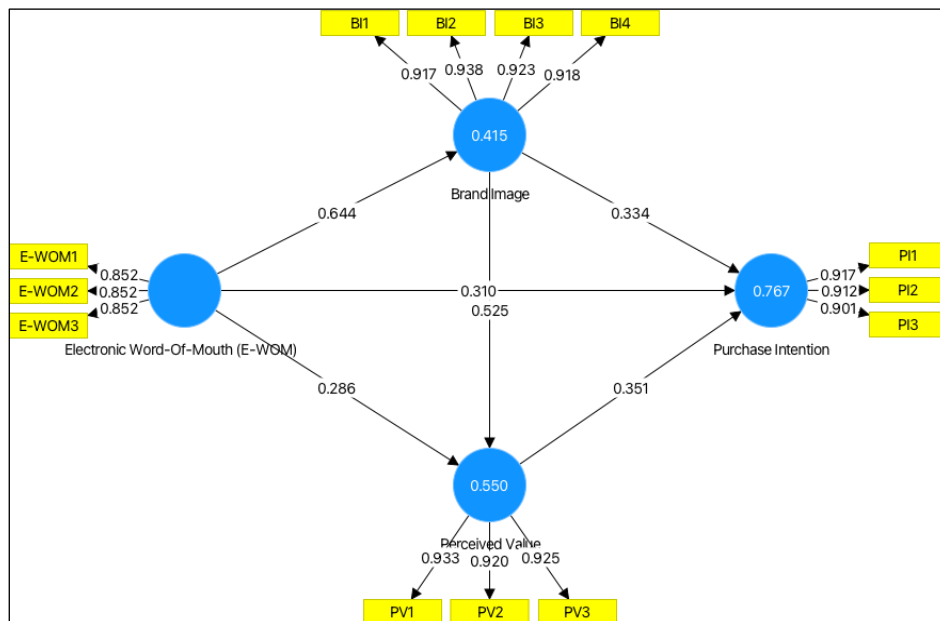 BI1 BI2 BI3 BI4
0.917 0.938 0.923 0.918
0.415
Brand Image
0.644 0.334
E-WOM1 0.852
E-WOM2 0.852
E-WOM3 0.852
Electronic Word-Of-Mouth (E-WOM)
0.310
0.525
0.767
Purchase Intention
0.917 PI1
0.912 PI2
0.901 PI3
0.286 0.351
0.550
Perceived Value
0.933 0.920 0.925
PV1 PV2 PV3